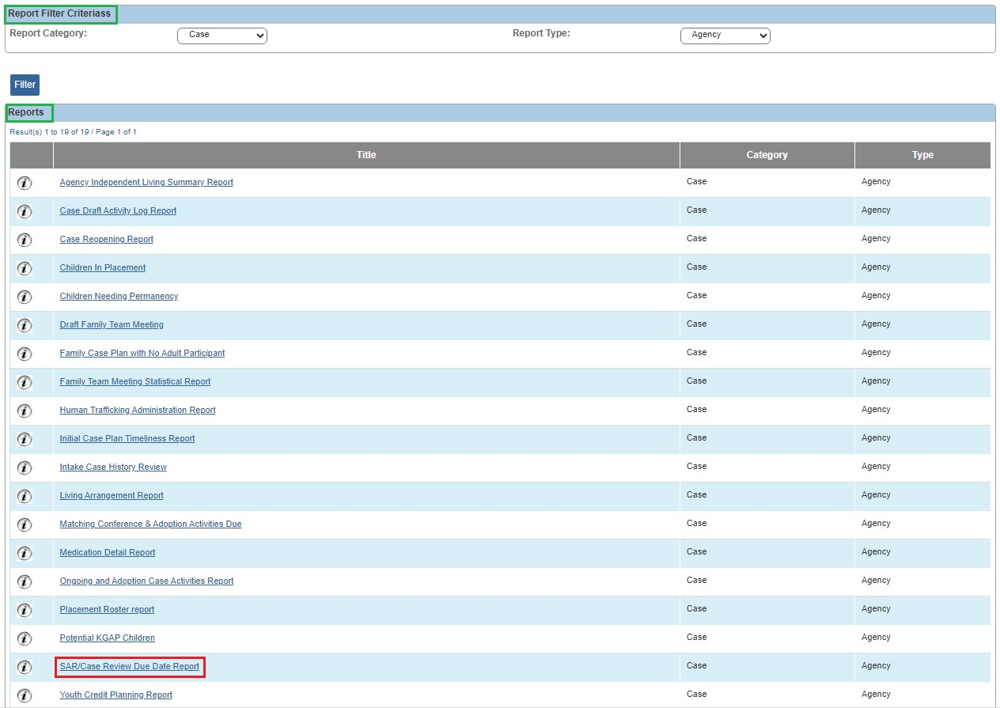 Report Filter Criteriass
Report Category: Case Report Type: Agency
Filter
Reports
Result(s) 1 to 19 of 19 / Page 1 of 1
Title Category Type
i Agency Independent Living Summary Report Case Agency
i Case Draft Activity Log Report Case Agency
i Case Reopening Report Case Agency
i Children In Placement Case Agency
i Children Needing Permanency Case Agency
i Draft Family Team Meeting Case Agency
i Family Case Plan with No Adult Participant Case Agency
i Family Team Meeting Statistical Report Case Agency
i Human Trafficking Administration Report Case Agency
i Initial Case Plan Timeliness Report Case Agency
i Intake Case History Review Case Agency
i Living Arrangement Report Case Agency
i Matching Conference & Adoption Activities Due Case Agency
i Medication Detail Report Case Agency
i Ongoing and Adoption Case Activities Report Case Agency
i Placement Roster report Case Agency
i Potential KGAP Children Case Agency
i SAR/Case Review Due Date Report Case Agency
i Youth Credit Planning Report Case Agency